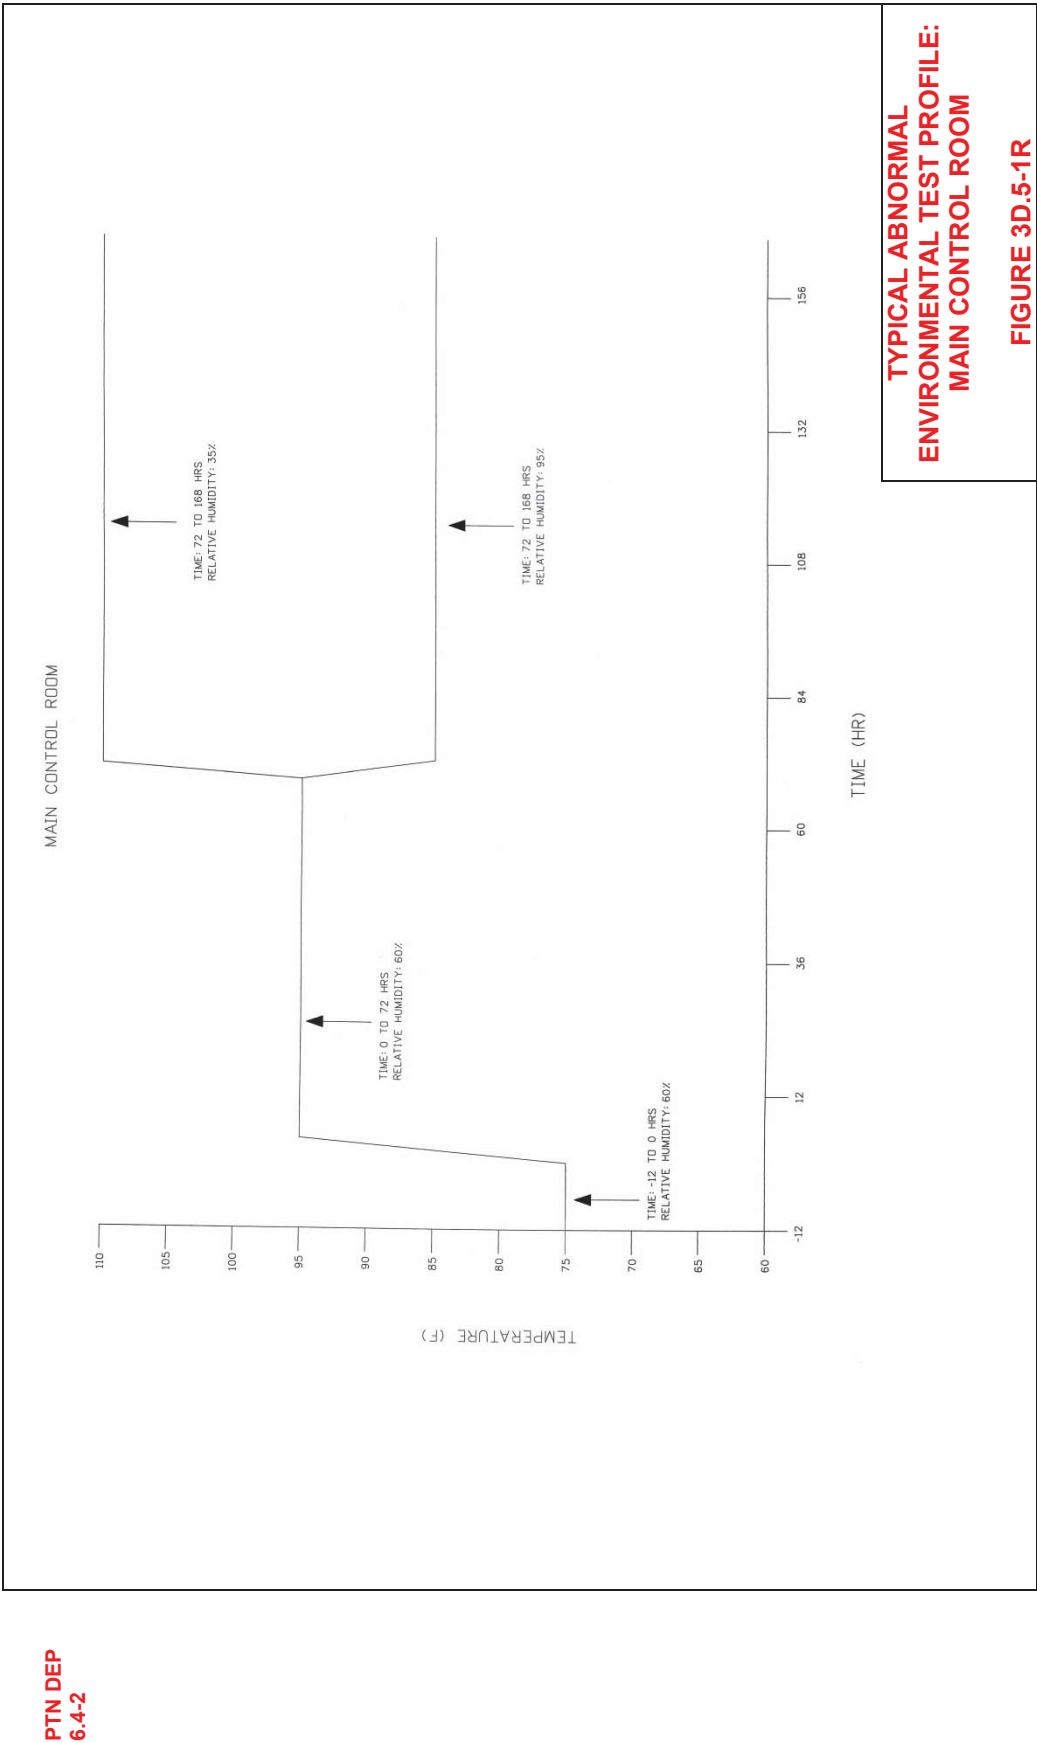 PTN DEP
6.4-2
MAIN CONTROL ROOM
TEMPERATURE (F)
110
105
100
95
90
85
80
75
70
65
60
TIME: 72 TO 168 HRS
RELATIVE HUMIDITY: 35%
TIME: 0 TO 72 HRS
RELATIVE HUMIDITY: 60%
TIME: 72 TO 168 HRS
RELATIVE HUMIDITY: 95%
TIME: -12 TO 0 HRS
RELATIVE HUMIDITY: 60%
-12
12
36
60
84
108
132
156
TIME (HR)
TYPICAL ABNORMAL
ENVIRONMENTAL TEST PROFILE:
MAIN CONTROL ROOM
FIGURE 3D.5-1R